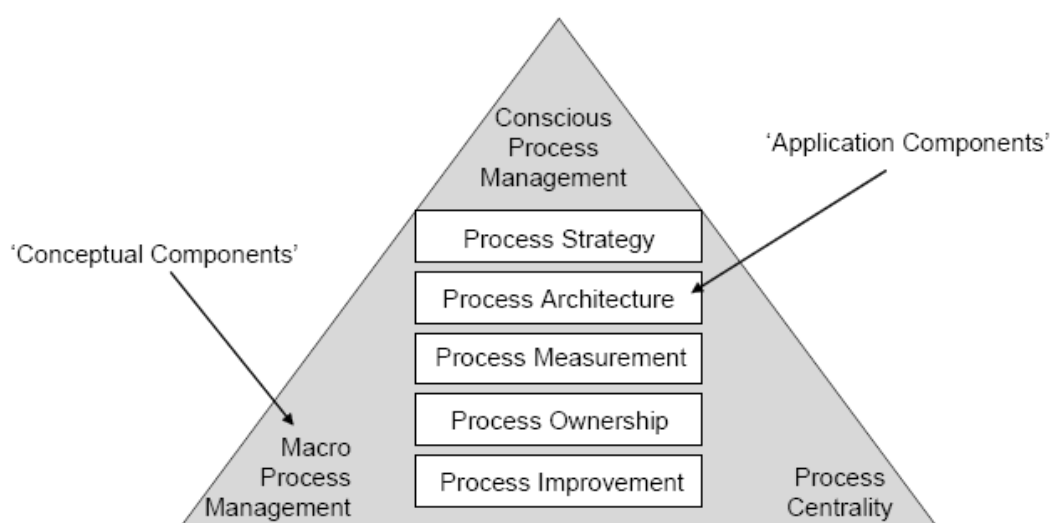 Conscious
Process
Management
‘Application Components’
Process Strategy
‘Conceptual Components’
Process Architecture
Process Measurement
Process Ownership
Macro
Process
Management
Process Improvement
Process
Centrality